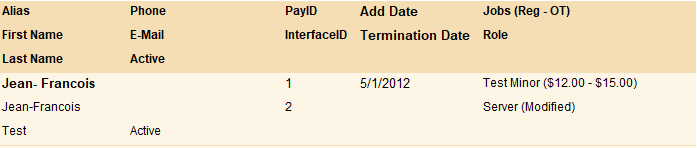 Alias Phone PayID Add Date Jobs (Reg - OT)
First Name E-Mail InterfaceID Termination Date Role
Last Name Active
Jean- Francois 1 5/1/2012 Test Minor ($12.00 - $15.00)
Jean-Francois 2 Server (Modified)
Test Active